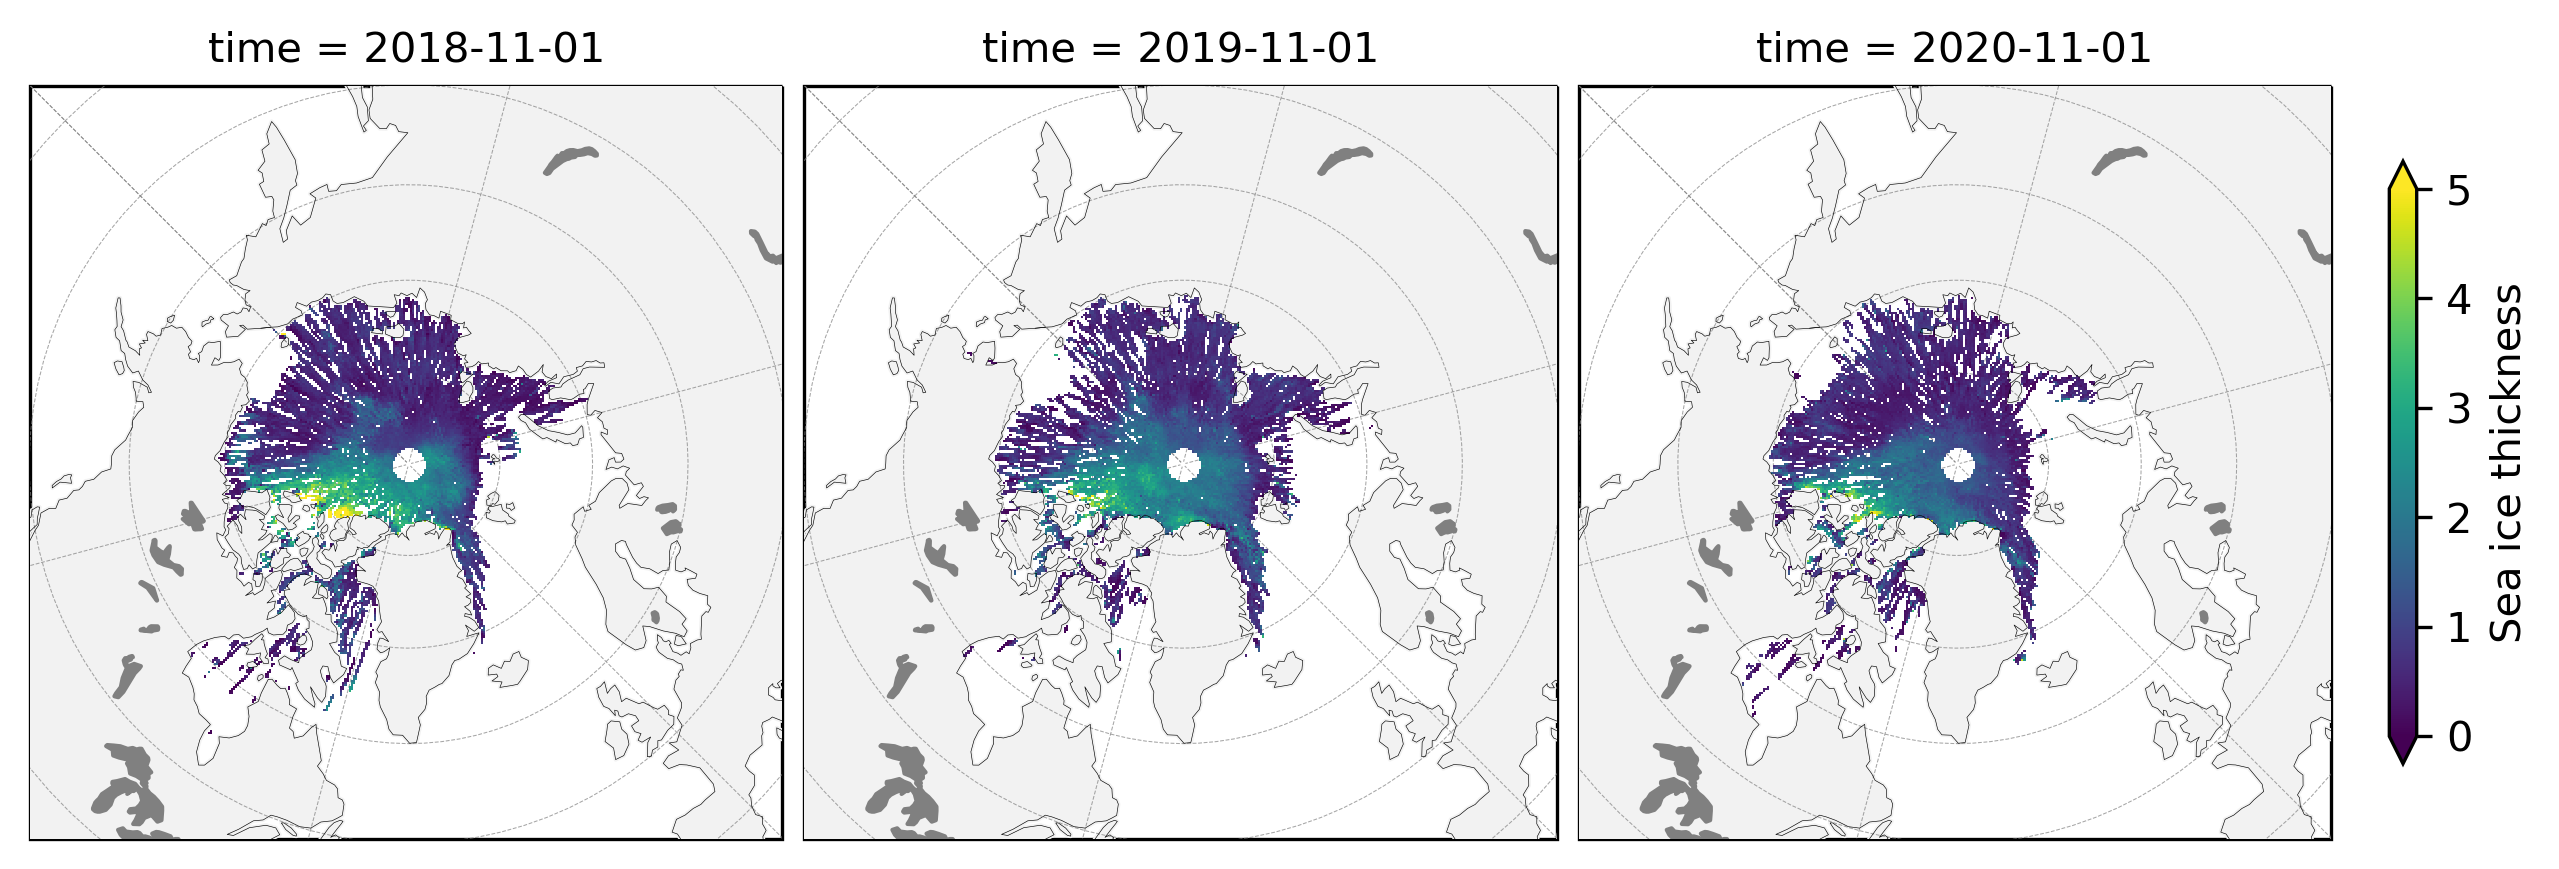 time = 2018-11-01
time = 2019-11-01
time = 2020-11-01
5
4
3
2
1
0
Sea ice thickness